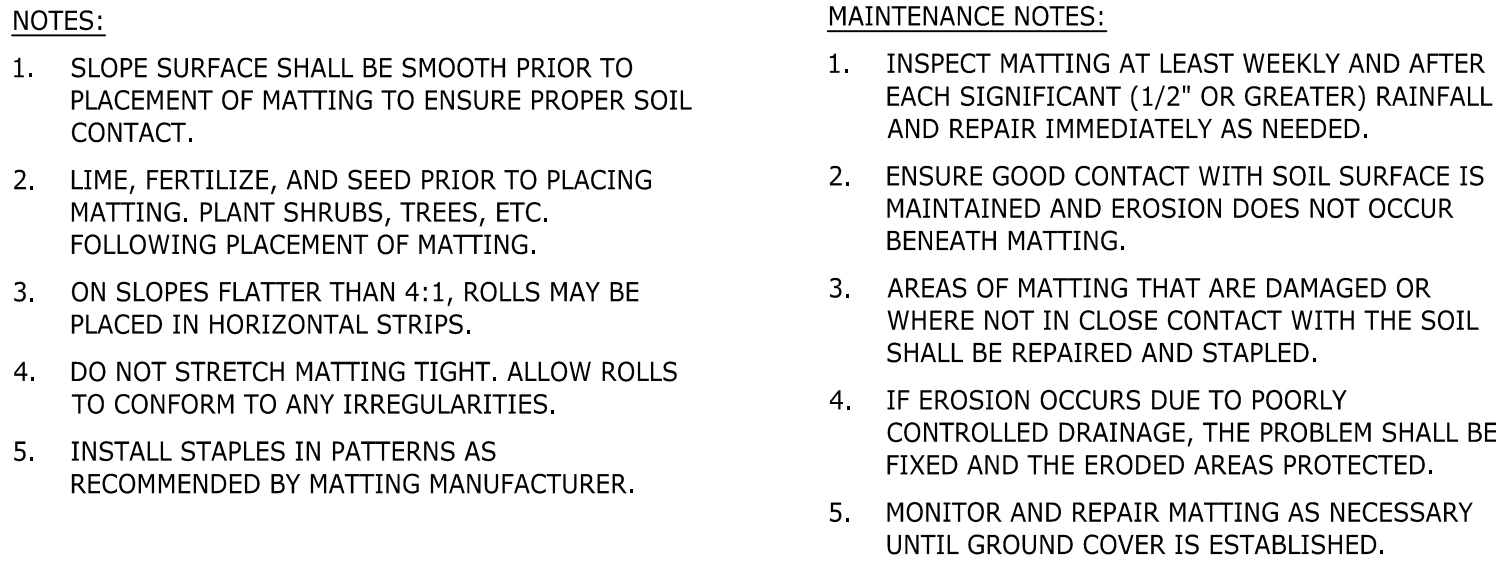 NOTES:
1. SLOPE SURFACE SHALL BE SMOOTH PRIOR TO
PLACEMENT OF MATTING TO ENSURE PROPER SOIL
CONTACT.
2. LIME, FERTILIZE, AND SEED PRIOR TO PLACING
MATTING. PLANT SHRUBS, TREES, ETC.
FOLLOWING PLACEMENT OF MATTING.
3. ON SLOPES FLATTER THAN 4:1, ROLLS MAY BE
PLACED IN HORIZONTAL STRIPS.
4. DO NOT STRETCH MATTING TIGHT. ALLOW ROLLS
TO CONFORM TO ANY IRREGULARITIES.
5. INSTALL STAPLES IN PATTERNS AS
RECOMMENDED BY MATTING MANUFACTURER.
MAINTENANCE NOTES:
1. INSPECT MATTING AT LEAST WEEKLY AND AFTER
EACH SIGNIFICANT (1/2" OR GREATER) RAINFALL
AND REPAIR IMMEDIATELY AS NEEDED.
2. ENSURE GOOD CONTACT WITH SOIL SURFACE IS
MAINTAINED AND EROSION DOES NOT OCCUR
BENEATH MATTING.
3. AREAS OF MATTING THAT ARE DAMAGED OR
WHERE NOT IN CLOSE CONTACT WITH THE SOIL
SHALL BE REPAIRED AND STAPLED.
4. IF EROSION OCCURS DUE TO POORLY
CONTROLLED DRAINAGE, THE PROBLEM SHALL BE
FIXED AND THE ERODED AREAS PROTECTED.
5. MONITOR AND REPAIR MATTING AS NECESSARY
UNTIL GROUND COVER IS ESTABLISHED.